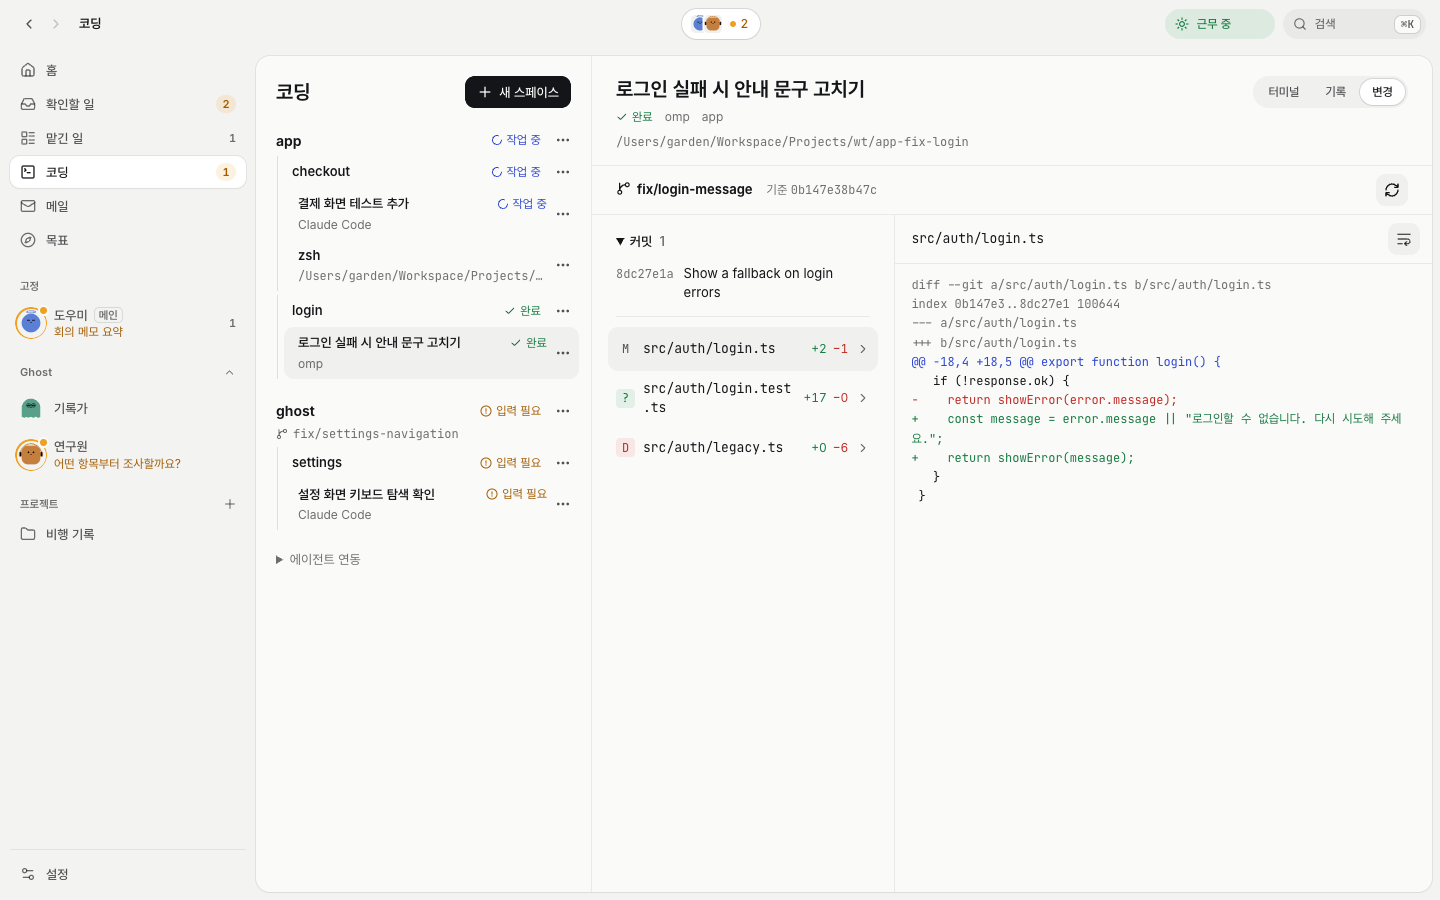 코딩
2
근무 중
검색
⌘K
홈
확인할 일
2
맡긴 일
1
코딩
1
메일
목표
고정
도우미 메인
회의 메모 요약
1
Ghost
기록가
연구원
어떤 항목부터 조사할까요?
프로젝트
비행 기록
설정
코딩
새 스페이스
app
작업 중
checkout
작업 중
결제 화면 테스트 추가
작업 중
Claude Code
zsh
/Users/garden/Workspace/Projects/…
login
완료
로그인 실패 시 안내 문구 고치기
완료
omp
ghost
입력 필요
fix/settings-navigation
settings
입력 필요
설정 화면 키보드 탐색 확인
입력 필요
Claude Code
에이전트 연동
로그인 실패 시 안내 문구 고치기
완료 omp app
/Users/garden/Workspace/Projects/wt/app-fix-login
터미널
기록
변경
fix/login-message 기준 0b147e38b47c
커밋 1
8dc27e1a Show a fallback on login
errors
M src/auth/login.ts +2 −1
? src/auth/login.test
.ts
+17 −0
D src/legacy.ts +0 −6
src/auth/login.ts
diff --git a/src/auth/login.ts b/src/auth/login.ts
index 0b147e3..8dc27e1 100644
--- a/src/auth/login.ts
+++ b/src/auth/login.ts
@@ -18,4 +18,5 @@ export function login() {
if (!response.ok) {
- return showError(error.message);
+ const message = error.message || "로그인할 수 없습니다. 다시 시도해 주세
요.";
+ return showError(message);
}
}